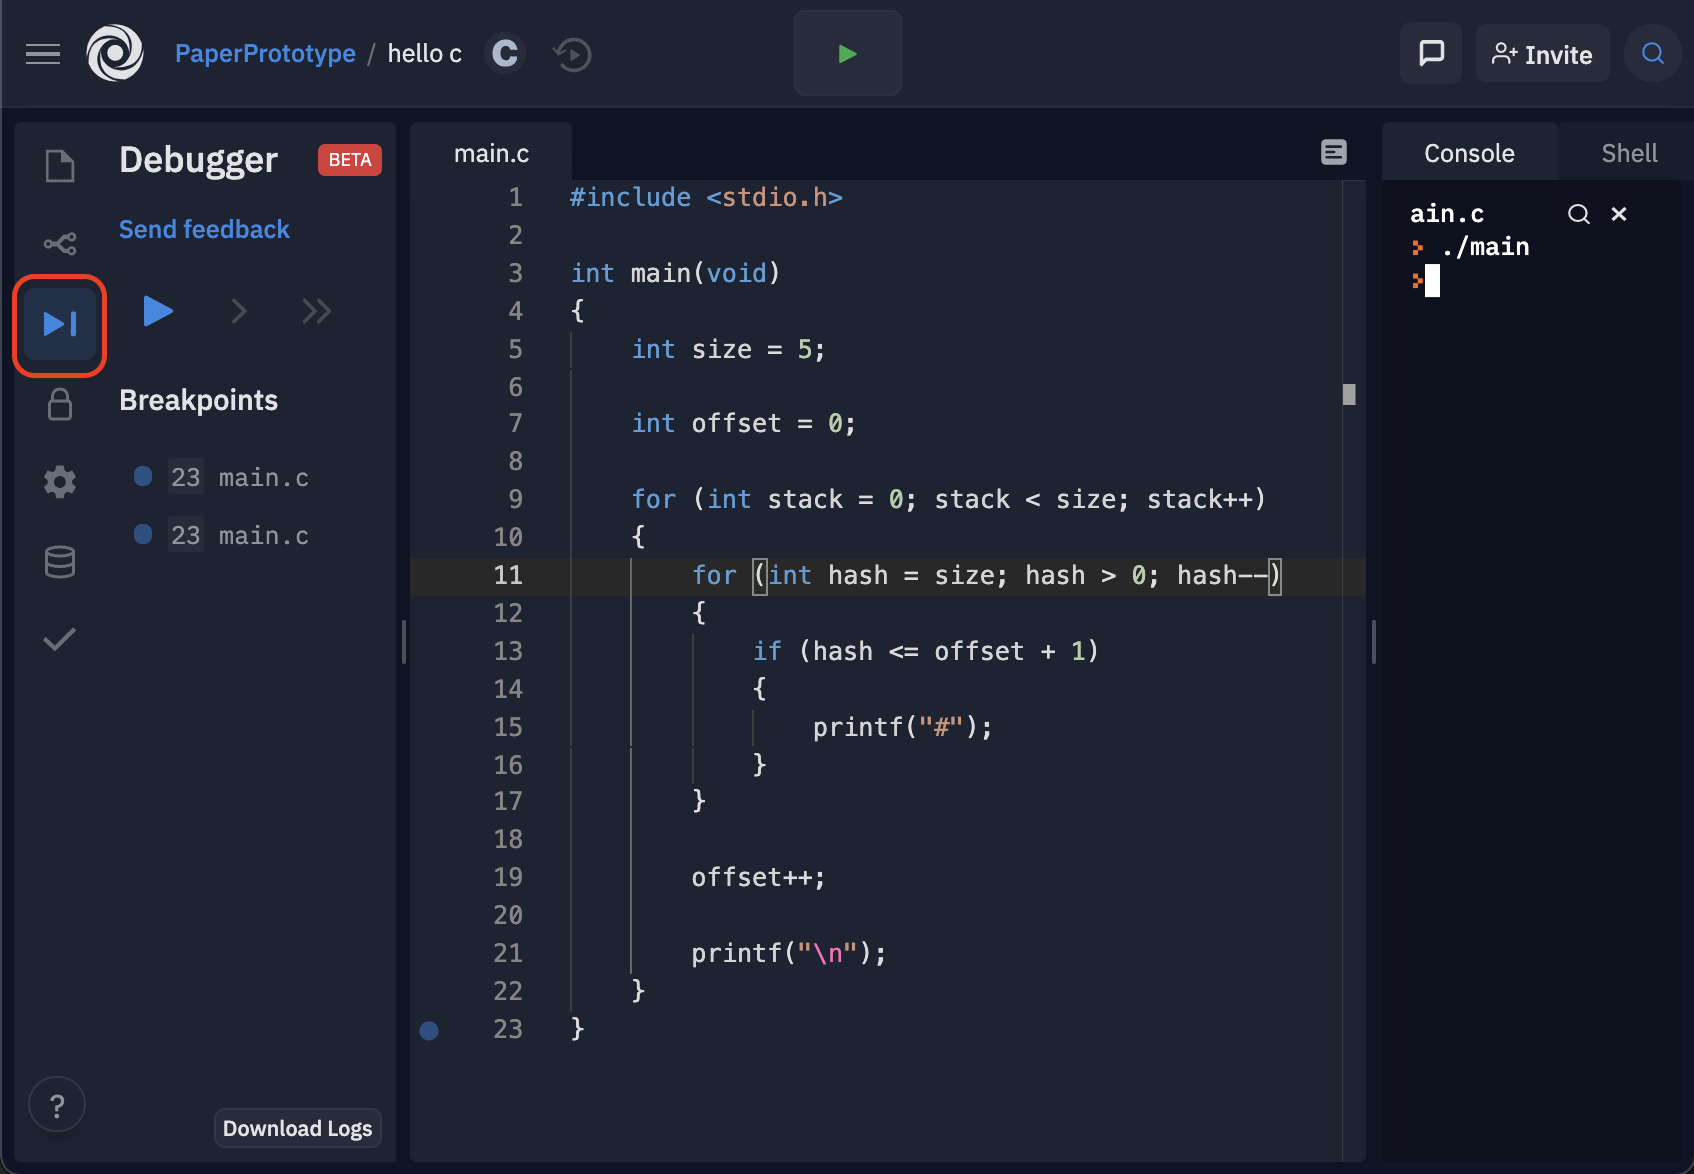 PaperPrototype / hello c
C
Invite
Debugger
BETA
Send feedback
Breakpoints
23 main.c
23 main.c
?
Download Logs
main.c
1 #include <stdio.h>
2
3 int main(void)
4 {
5 int size = 5;
6
7 int offset = 0;
8
9 for (int stack = 0; stack < size; stack++)
10 {
11 for (int hash = size; hash > 0; hash--)
12 {
13 if (hash <= offset + 1)
14 {
15 printf("#");
16 }
17 }
18
19 offset++;
20
21 printf("\n");
22 }
23 }
Console
Shell
ain.c
./main